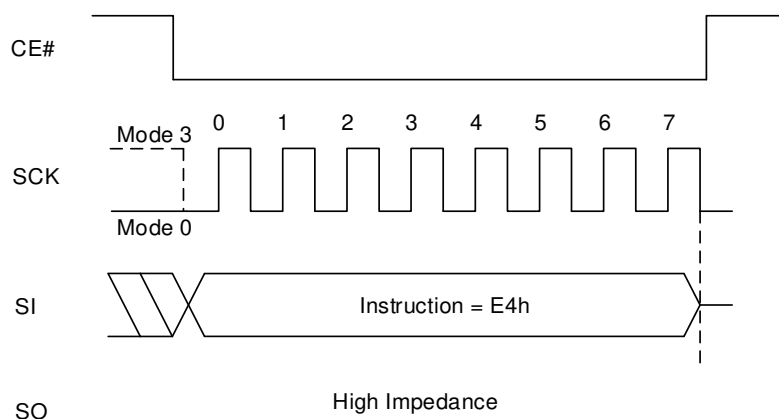 CE#
0 1 2 3 4 5 6 7
Mode 3
SCK
Mode 0
SI
Instruction = E4h
SO
High Impedance